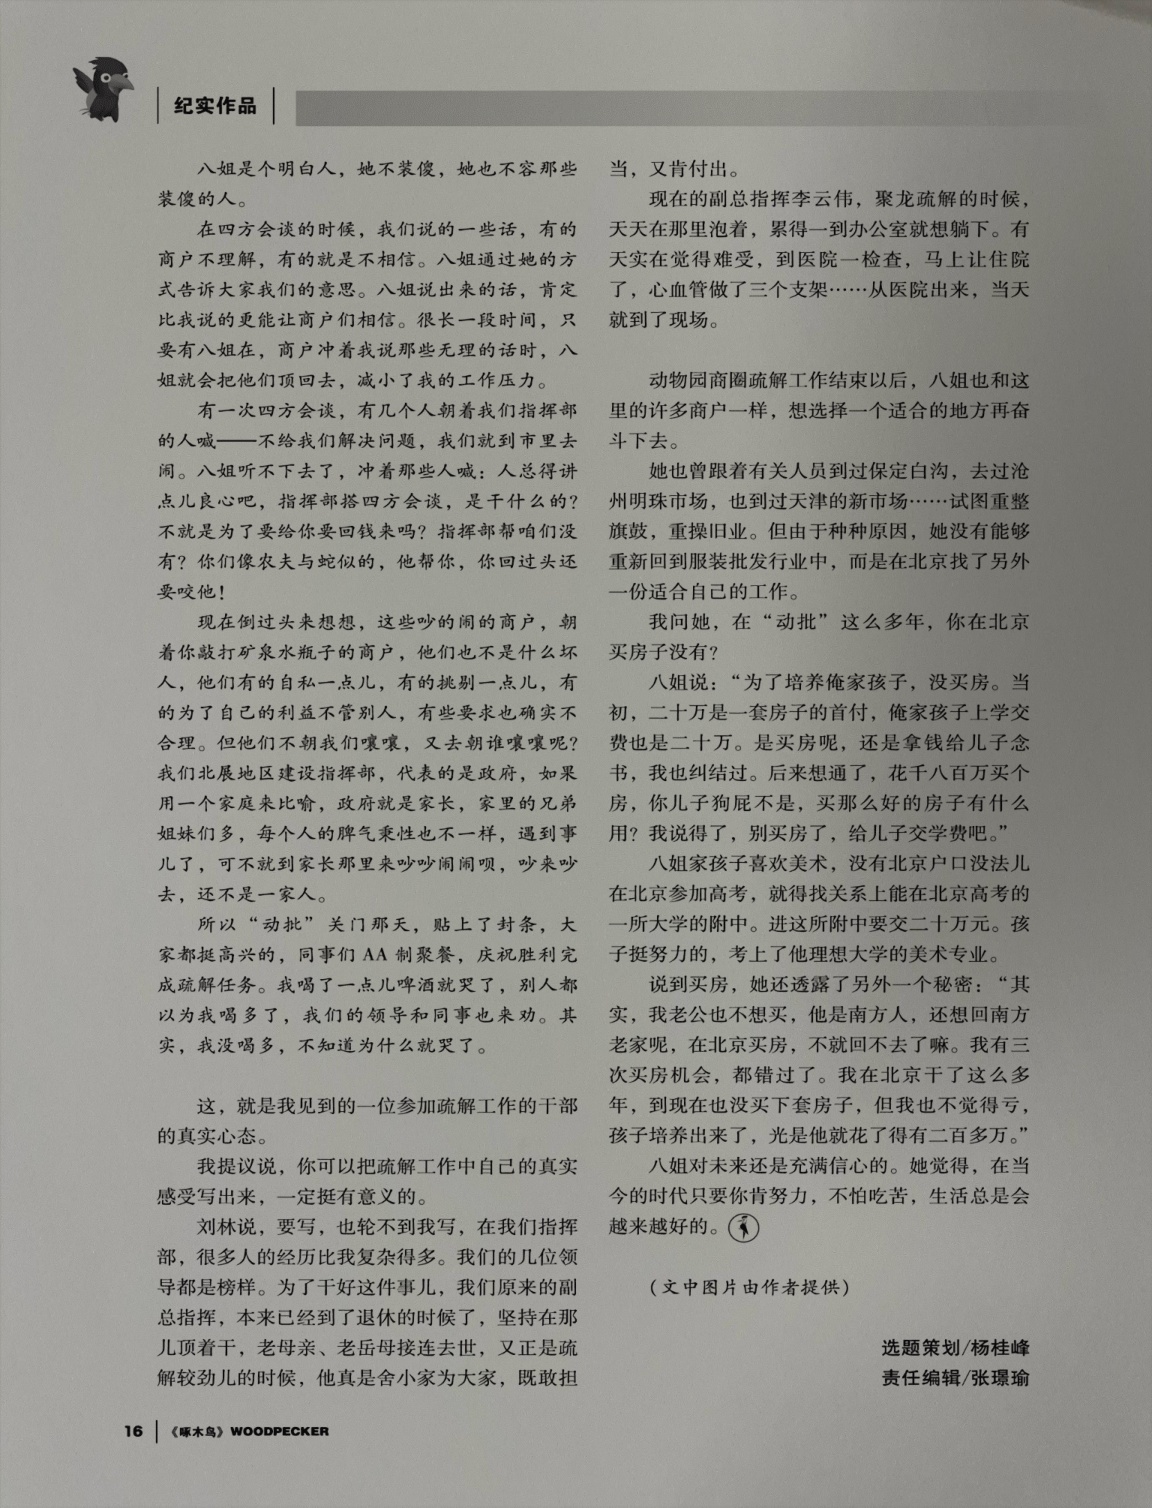 纪实作品
八姐是个明白人，她不装傻，她也不容那些
装傻的人。
在四方会谈的时候，我们说的一些话，有的
商户不理解，有的就是不相信。八姐通过她的方
式告诉大家我们的意思。八姐说出来的话，肯定
比我说的更能让商户们相信。很长一段时间，只
要有八姐在，商户冲着我说那些无理的话时，八
姐就会把他们顶回去，减小了我的工作压力。
有一次四方会谈，有几个人朝着我们指挥部
的人喊——不给我们解决问题，我们就到市里去
闹。八姐听不下去了，冲着那些人喊：人总得讲
点儿良心吧，指挥部搭四方会谈，是干什么的？
不就是为了要给你要回钱来吗？指挥部帮咱们没
有？你们像农夫与蛇似的，他帮你，你回过头还
要咬他！
现在倒过头来想想，这些吵的闹的商户，朝
着你敲打矿泉水瓶子的商户，他们也不是什么坏
人，他们有的自私一点儿，有的挑剔一点儿，有
的为了自己的利益不管别人，有些要求也确实不
合理。但他们不朝我们嚷嚷，又去朝谁嚷嚷呢？
我们北展地区建设指挥部，代表的是政府，如果
用一个家庭来比喻，政府就是家长，家里的兄弟
姐妹们多，每个人的脾气秉性也不一样，遇到事
儿了，可不就到家长那里来吵吵闹闹呗，吵来吵
去，还不是一家人。
所以“动批”关门那天，贴上了封条，大
家都挺高兴的，同事们 AA 制聚餐，庆祝胜利完
成疏解任务。我喝了一点儿啤酒就哭了，别人都
以为我喝多了，我们的领导和同事也来劝。其
实，我没喝多，不知道为什么就哭了。
这，就是我见到的一位参加疏解工作的干部
的真实心态。
我提议说，你可以把疏解工作中自己的真实
感受写出来，一定挺有意义的。
刘林说，要写，也轮不到我写，在我们指挥
部，很多人的经历比我复杂得多。我们的几位领
导都是榜样。为了干好这件事儿，我们原来的副
总指挥，本来已经到了退休的时候了，坚持在那
儿顶着干，老母亲、老岳母接连去世，又正是疏
解较劲儿的时候，他真是舍小家为大家，既敢担
当，又肯付出。
现在的副总指挥李云伟，聚龙疏解的时候，
天天在那里泡着，累得一到办公室就想躺下。有
天实在觉得难受，到医院一检查，马上让住院
了，心血管做了三个支架……从医院出来，当天
就到了现场。
动物园商圈疏解工作结束以后，八姐也和这
里的许多商户一样，想选择一个适合的地方再奋
斗下去。
她也曾跟着有关人员到过保定白沟，去过沧
州明珠市场，也到过天津的新市场……试图重整
旗鼓，重操旧业。但由于种种原因，她没有能够
重新回到服装批发行业中，而是在北京找了另外
一份适合自己的工作。
我问她，在“动批”这么多年，你在北京
买房子没有？
八姐说：“为了培养俺家孩子，没买房。当
初，二十万是一套房子的首付，俺家孩子上学交
费也是二十万。是买房呢，还是拿钱给儿子念
书，我也纠结过。后来想通了，花千八百万买个
房，你儿子狗屁不是，买那么好的房子有什么
用？我说得了，别买房了，给儿子交学费吧。”
八姐家孩子喜欢美术，没有北京户口没法儿
在北京参加高考，就得找关系上能在北京高考的
一所大学的附中。进这所附中要交二十万元。孩
子挺努力的，考上了他理想大学的美术专业。
说到买房，她还透露了另外一个秘密：“其
实，我老公也不想买，他是南方人，还想回南方
老家呢，在北京买房，不就回不去了嘛。我有三
次买房机会，都错过了。我在北京干了这么多
年，到现在也没买下套房子，但我也不觉得亏，
孩子培养出来了，光是他就花了得有二百多万。”
八姐对未来还是充满信心的。她觉得，在当
今的时代只要你肯努力，不怕吃苦，生活总是会
越来越好的。
（文中图片由作者提供）
选题策划/杨桂峰
责任编辑/张璟瑜
16 《啄木鸟》WOODPECKER